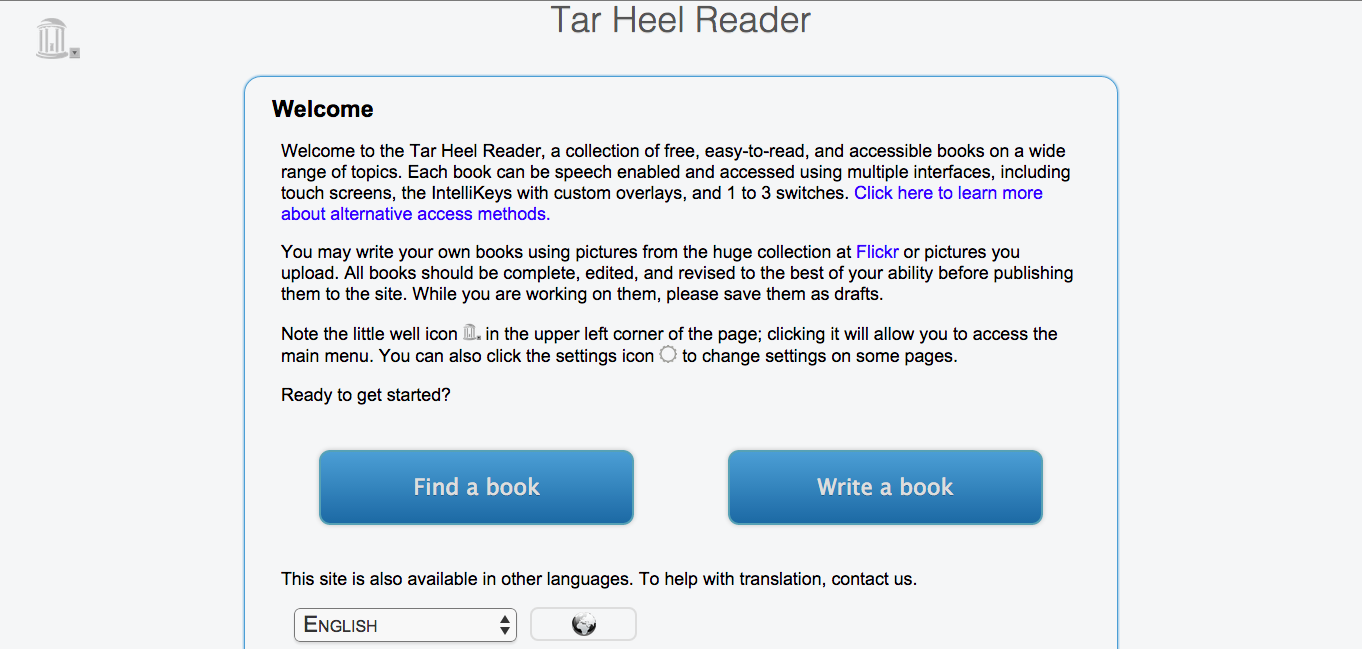 Tar Heel Reader
Welcome
Welcome to the Tar Heel Reader, a collection of free, easy-to-read, and accessible books on a wide
range of topics. Each book can be speech enabled and accessed using multiple interfaces, including
touch screens, the IntelliKeys with custom overlays, and 1 to 3 switches. Click here to learn more
about alternative access methods.
You may write your own books using pictures from the huge collection at Flickr or pictures you
upload. All books should be complete, edited, and revised to the best of your ability before publishing
them to the site. While you are working on them, please save them as drafts.
Note the little well icon in the upper left corner of the page; clicking it will allow you to access the
main menu. You can also click the settings icon to change settings on some pages.
Ready to get started?
Find a book
Write a book
This site is also available in other languages. To help with translation, contact us.
ENGLISH